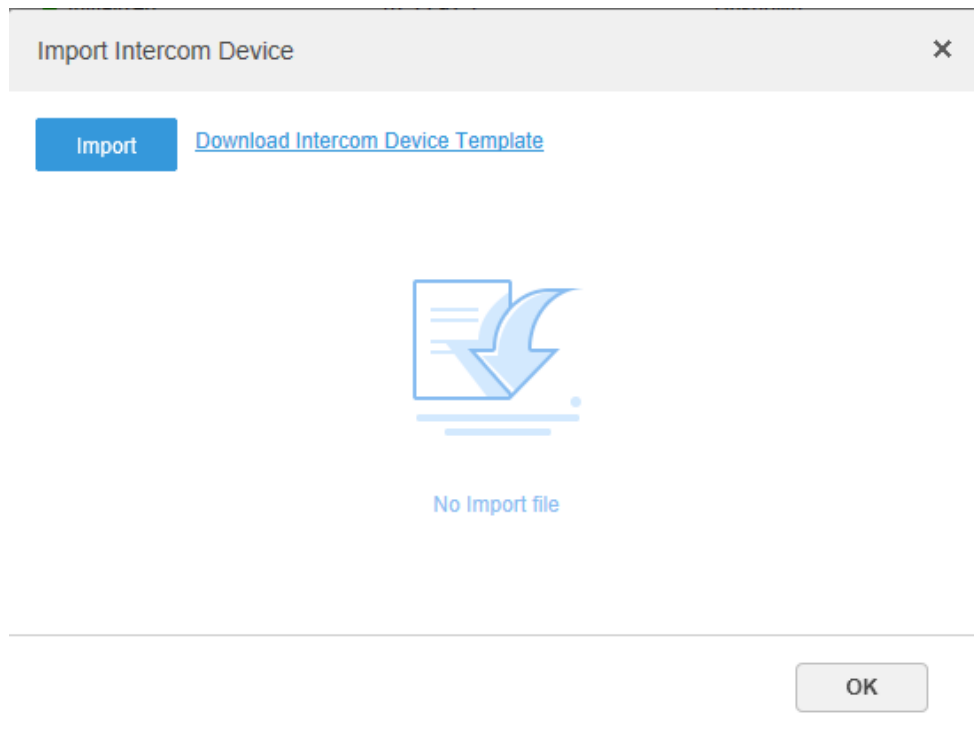 Import Intercom Device
Import
Download Intercom Device Template
No Import file
OK